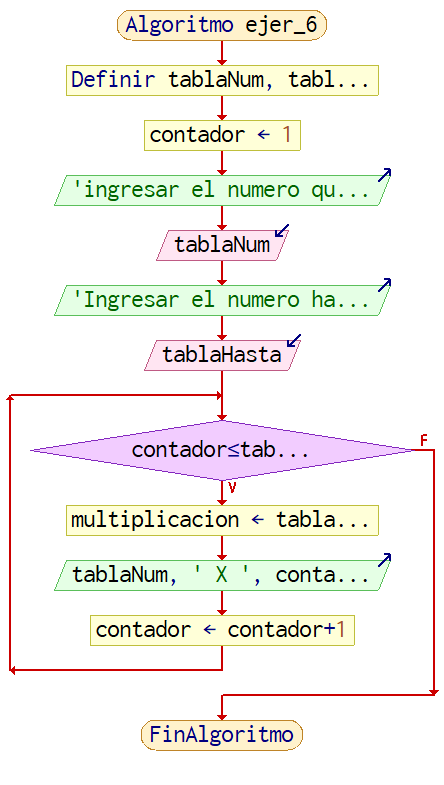 Algoritmo ejer_6
Definir tablaNum, tabl...
contador ← 1
'ingresar el numero qu...
tablaNum
'Ingresar el numero ha...
tablaHasta
contador≤tab...
F
V
multiplicacion ← tabla...
tablaNum, ' X ', conta...
contador ← contador+1
FinAlgoritmo